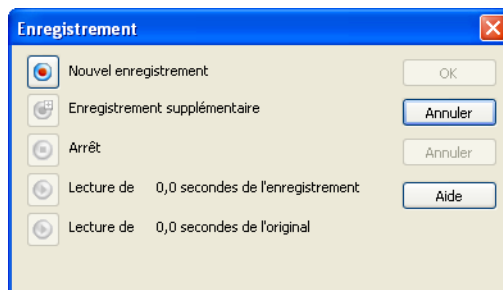 Enregistrement
Nouvel enregistrement
OK
Enregistrement supplémentaire
Annuler
Arrêt
Annuler
Lecture de 0,0 secondes de l'enregistrement
Aide
Lecture de 0,0 secondes de l'original